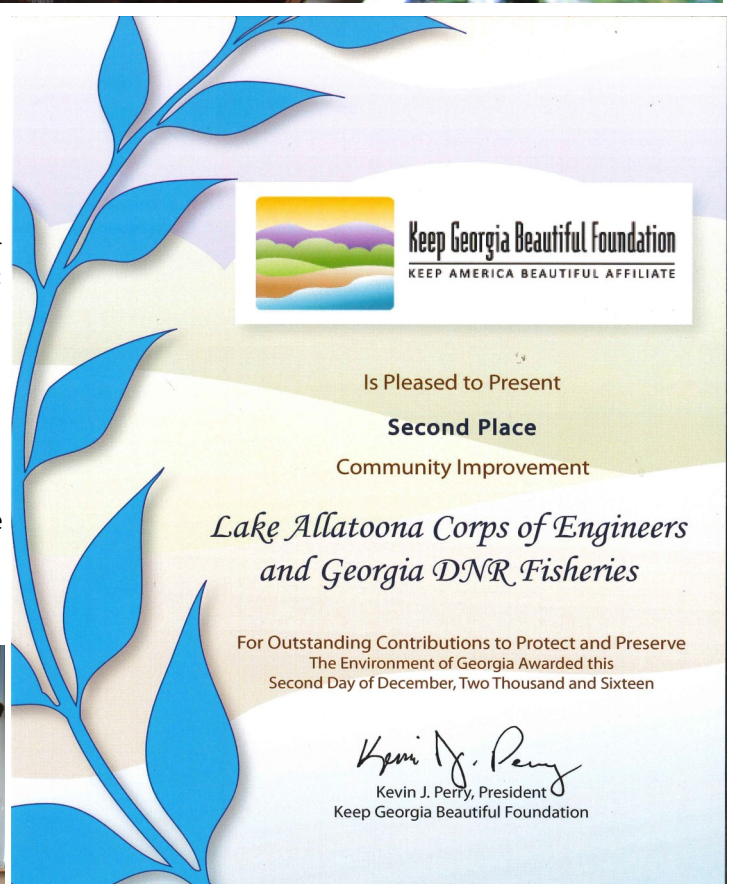 Keep Georgia Beautiful Foundation
KEEP AMERICA BEAUTIFUL AFFILIATE
Is Pleased to Present
Second Place
Community Improvement
Lake Allatoona Corps of Engineers
and Georgia DNR Fisheries
For Outstanding Contributions to Protect and Preserve
The Environment of Georgia Awarded this
Second Day of December, Two Thousand and Sixteen
Kevin J. Perry
Kevin J. Perry, President
Keep Georgia Beautiful Foundation